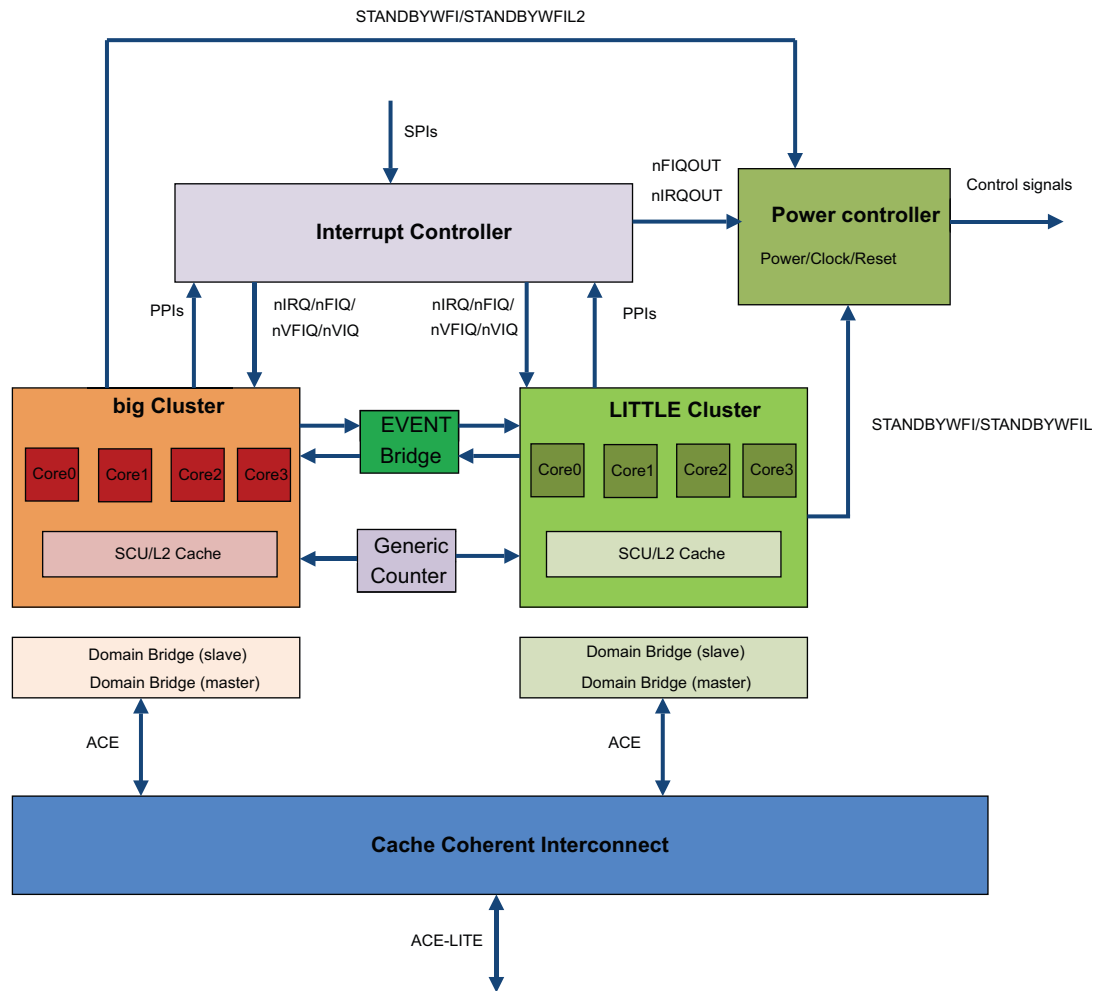 STANDBYWFI/STANDBYWFIL2
SPIs
nFIQOUT
nIRQOUT
Control signals
Interrupt Controller
Power controller
Power/Clock/Reset
PPIs
nIRQ/nFIQ/
nVFIQ/nVIQ
nIRQ/nFIQ/
nVFIQ/nVIQ
PPIs
big Cluster
EVENT
Bridge
LITTLE Cluster
STANDBYWFI/STANDBYWFIL
Core0
Core1
Core2
Core3
Core0
Core1
Core2
Core3
SCU/L2 Cache
Generic
Counter
SCU/L2 Cache
Domain Bridge (slave)
Domain Bridge (master)
Domain Bridge (slave)
Domain Bridge (master)
ACE
ACE
Cache Coherent Interconnect
ACE-LITE